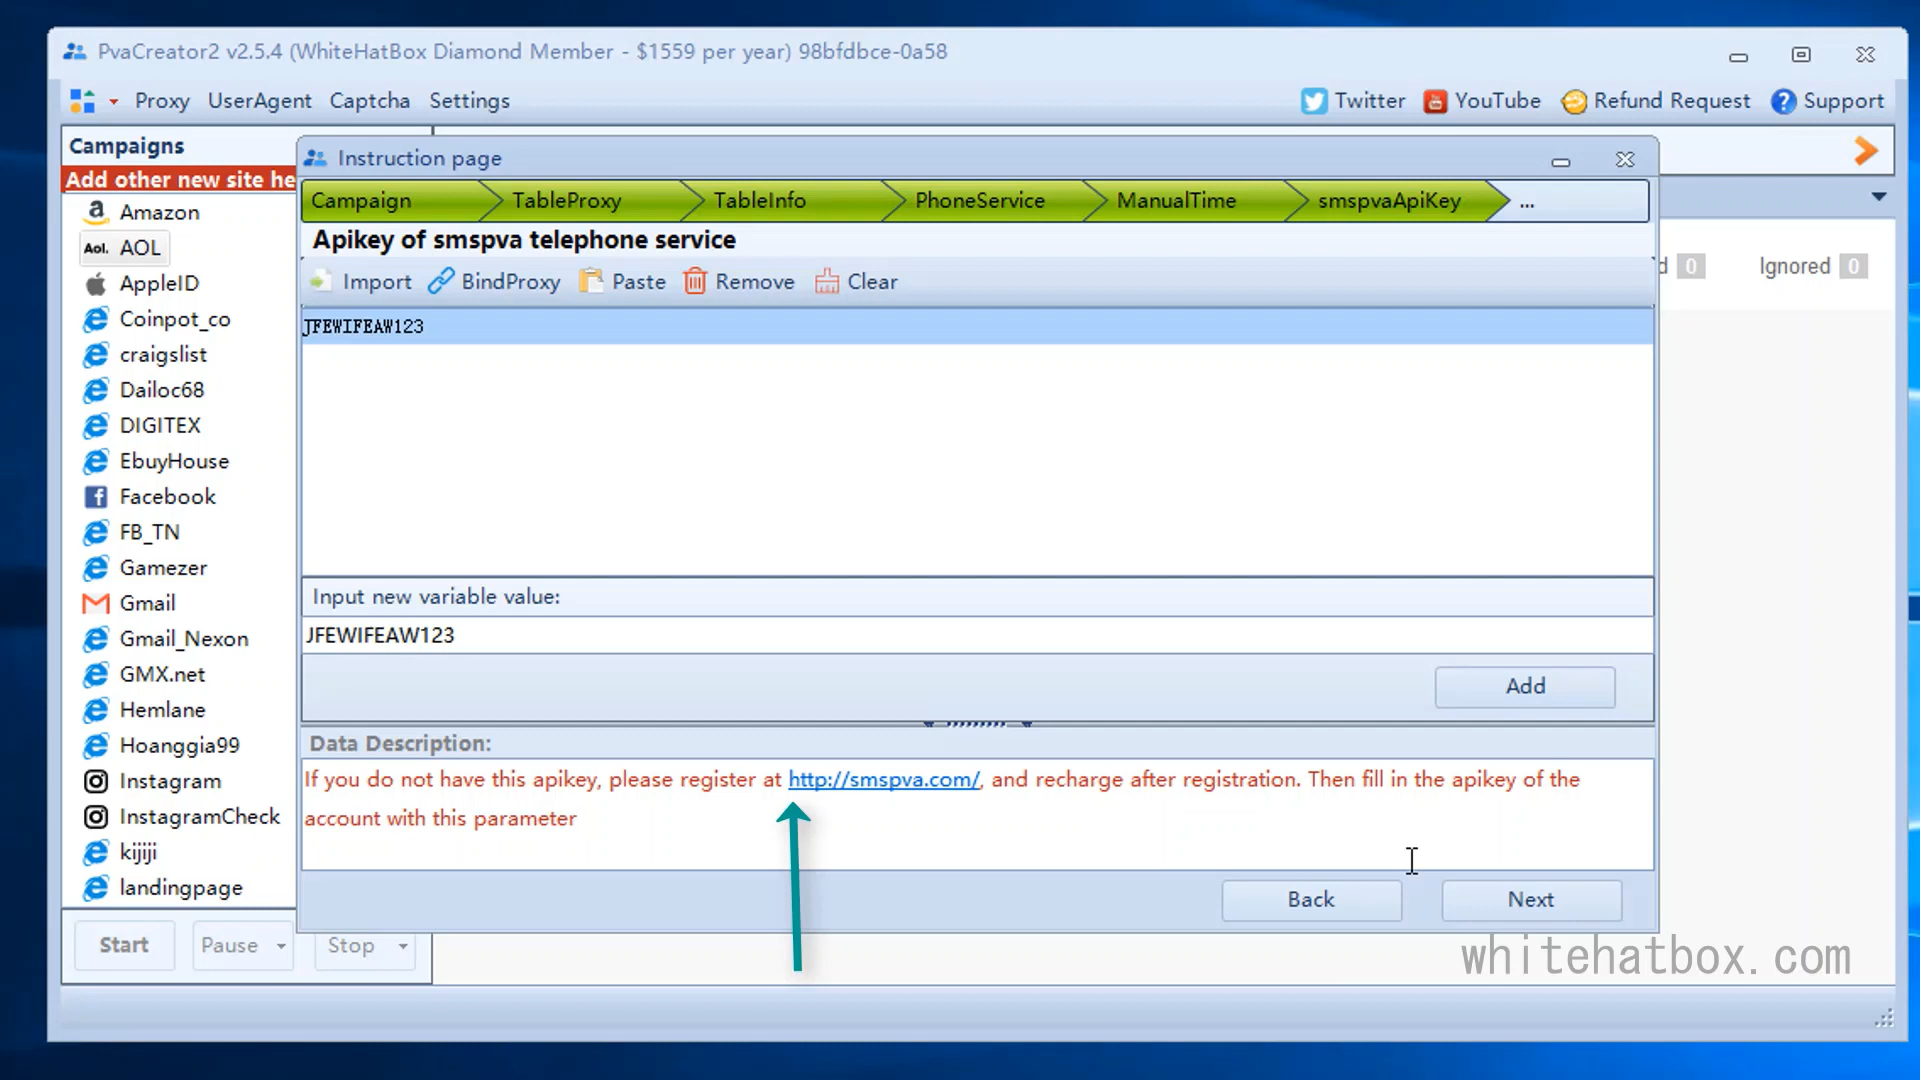 PvaCreator2 v2.5.4 (WhiteHatBox Diamond Member - $1559 per year) 98bfdbce-0a58
Proxy UserAgent Captcha Settings Twitter YouTube Refund Request Support
Campaigns
Add other new site he
Amazon
Aol. AOL
AppleID
Coinpot_co
craigslist
Dailoc68
DIGITEX
EbuyHouse
Facebook
FB_TN
Gamezer
Gmail
Gmail_Nexon
GMX.net
Hemlane
Hoanggia99
Instagram
InstagramCheck
kijiji
landingpage
Start Pause Stop
Instruction page
Campaign TableProxy TableInfo PhoneService ManualTime smspvaApiKey ...
Apikey of smspva telephone service
Import BindProxy Paste Remove Clear
JFEWIFEAW123
Input new variable value:
JFEWIFEAW123
Add
Data Description:
If you do not have this apikey, please register at http://smspva.com/, and recharge after registration. Then fill in the apikey of the
account with this parameter
Back Next
d 0 Ignored 0
whitehatbox.com